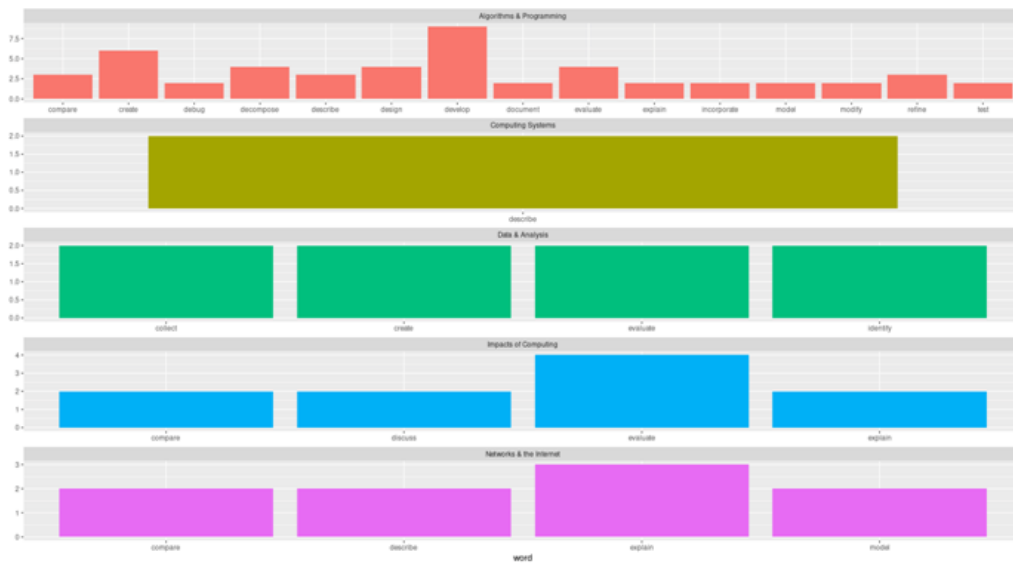 Algorithms & Programming
7.5
5.0
2.5
0.0
compare create debug decompose describe design develop document evaluate explain incorporate model modify refine test
Computing Systems
2.0
1.5
1.0
0.5
0.0
describe
Data & Analysis
2.0
1.5
1.0
0.5
0.0
collect create evaluate identify
Impacts of Computing
4
3
2
1
0
compare discuss evaluate explain
Networks & the Internet
3
2
1
0
compare describe explain model
word